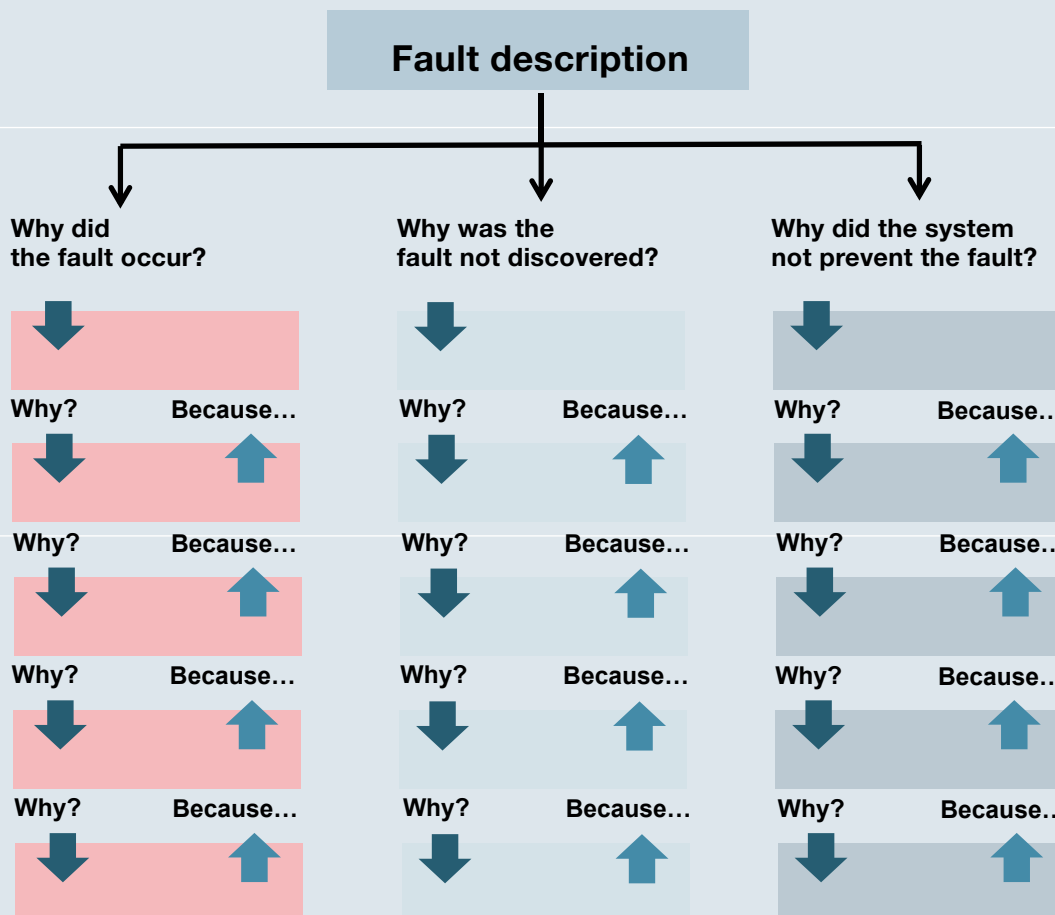 Fault description
Why did
the fault occur?
Why was the
fault not discovered?
Why did the system
not prevent the fault?
Why? Because…
Why? Because…
Why? Because…
Why? Because…
Why? Because…
Why? Because…
Why? Because…
Why? Because…
Why? Because…
Why? Because…
Why? Because…
Why? Because…